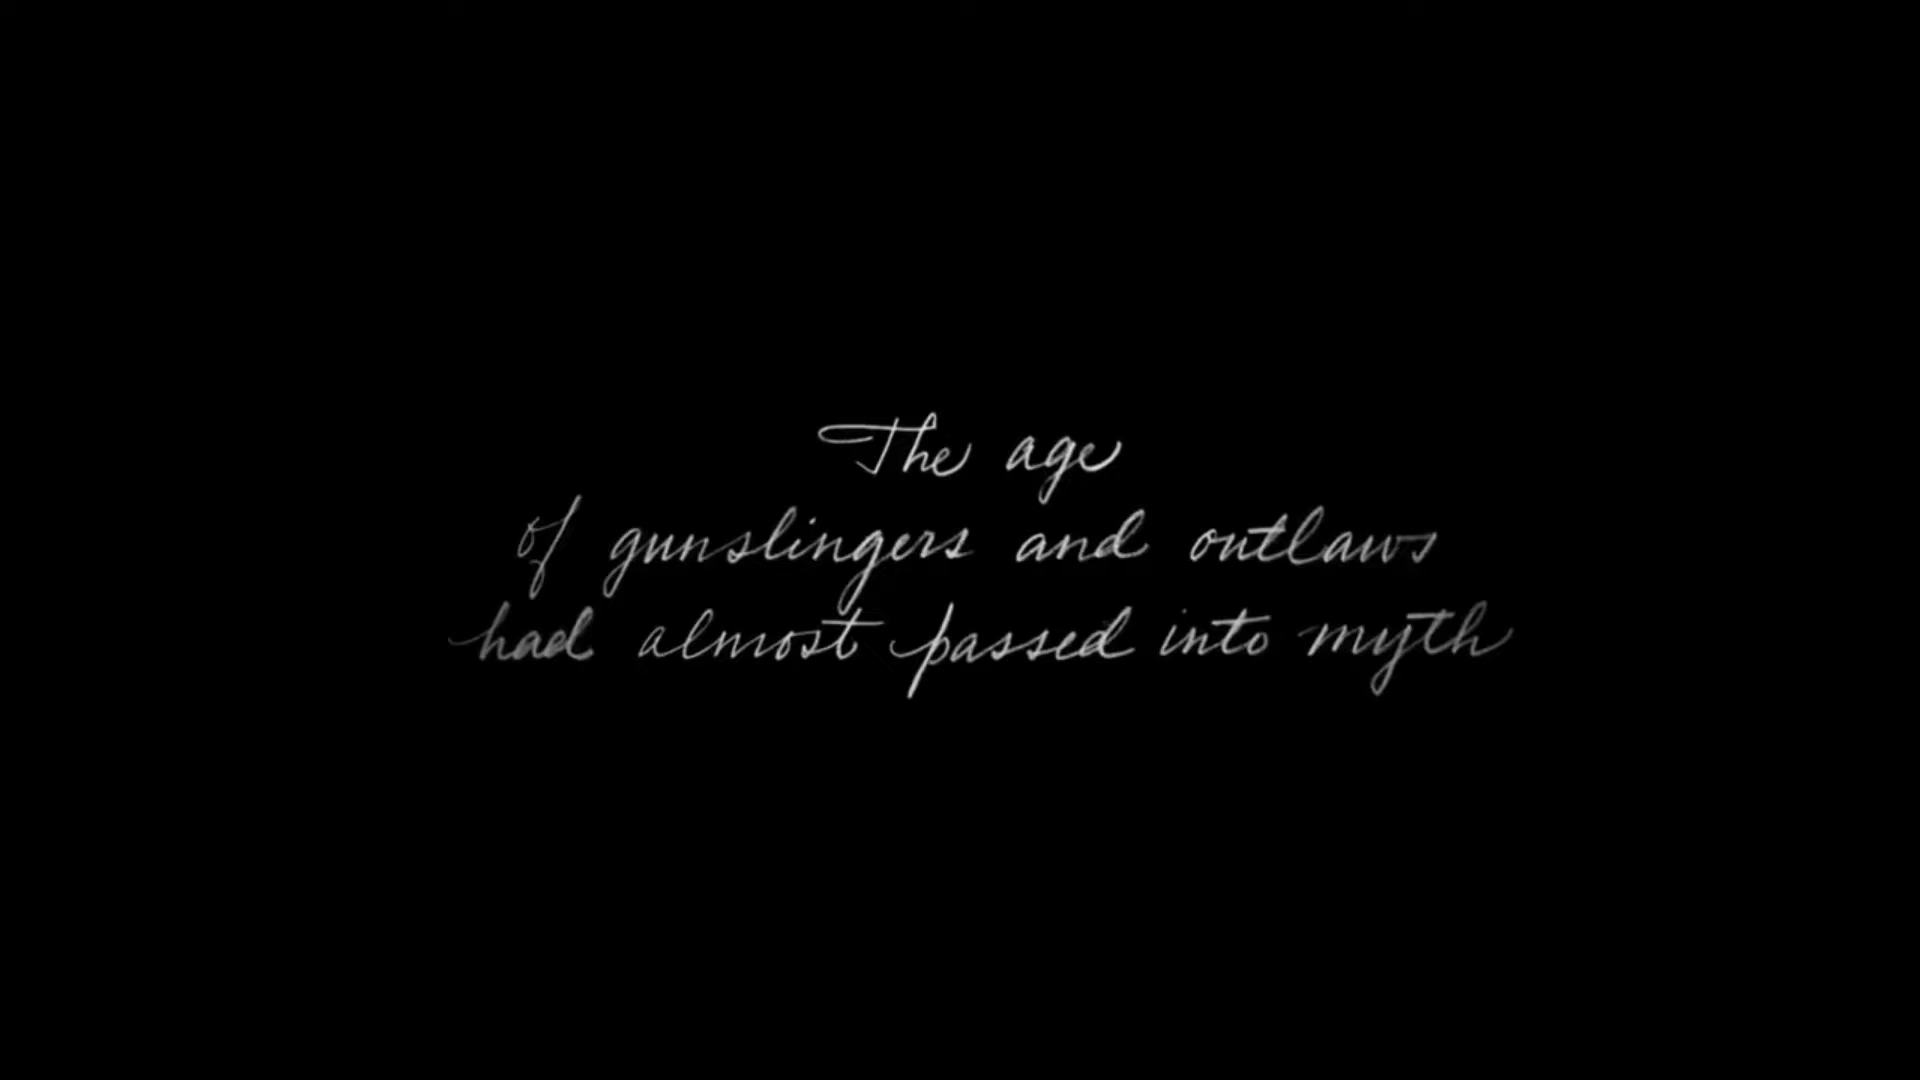 The age
of gunslingers and outlaws
had almost passed into myth